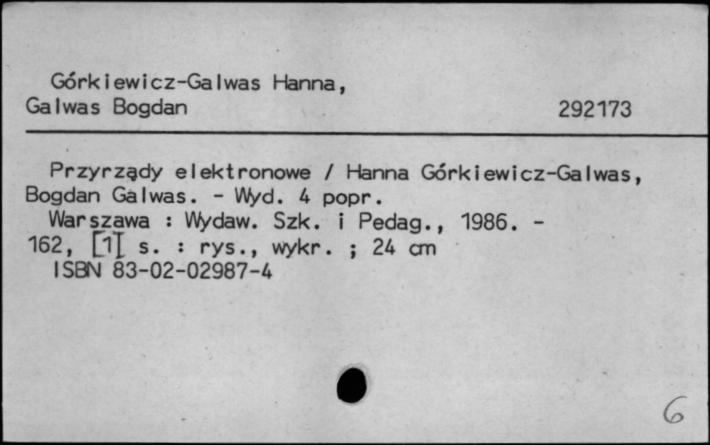 Górkiewicz-Galwas Hanna,
Galwas Bogdan 292173
Przyrządy elektronowe / Hanna Górkiewicz-Galwas,
Bogdan Galwas. - Wyd. 4 popr.
Warszawa : Wydaw. Szk. i Pedag., 1986. -
162, [1] s. : rys., wykr. ; 24 cm
ISBN 83-02-02987-4
6